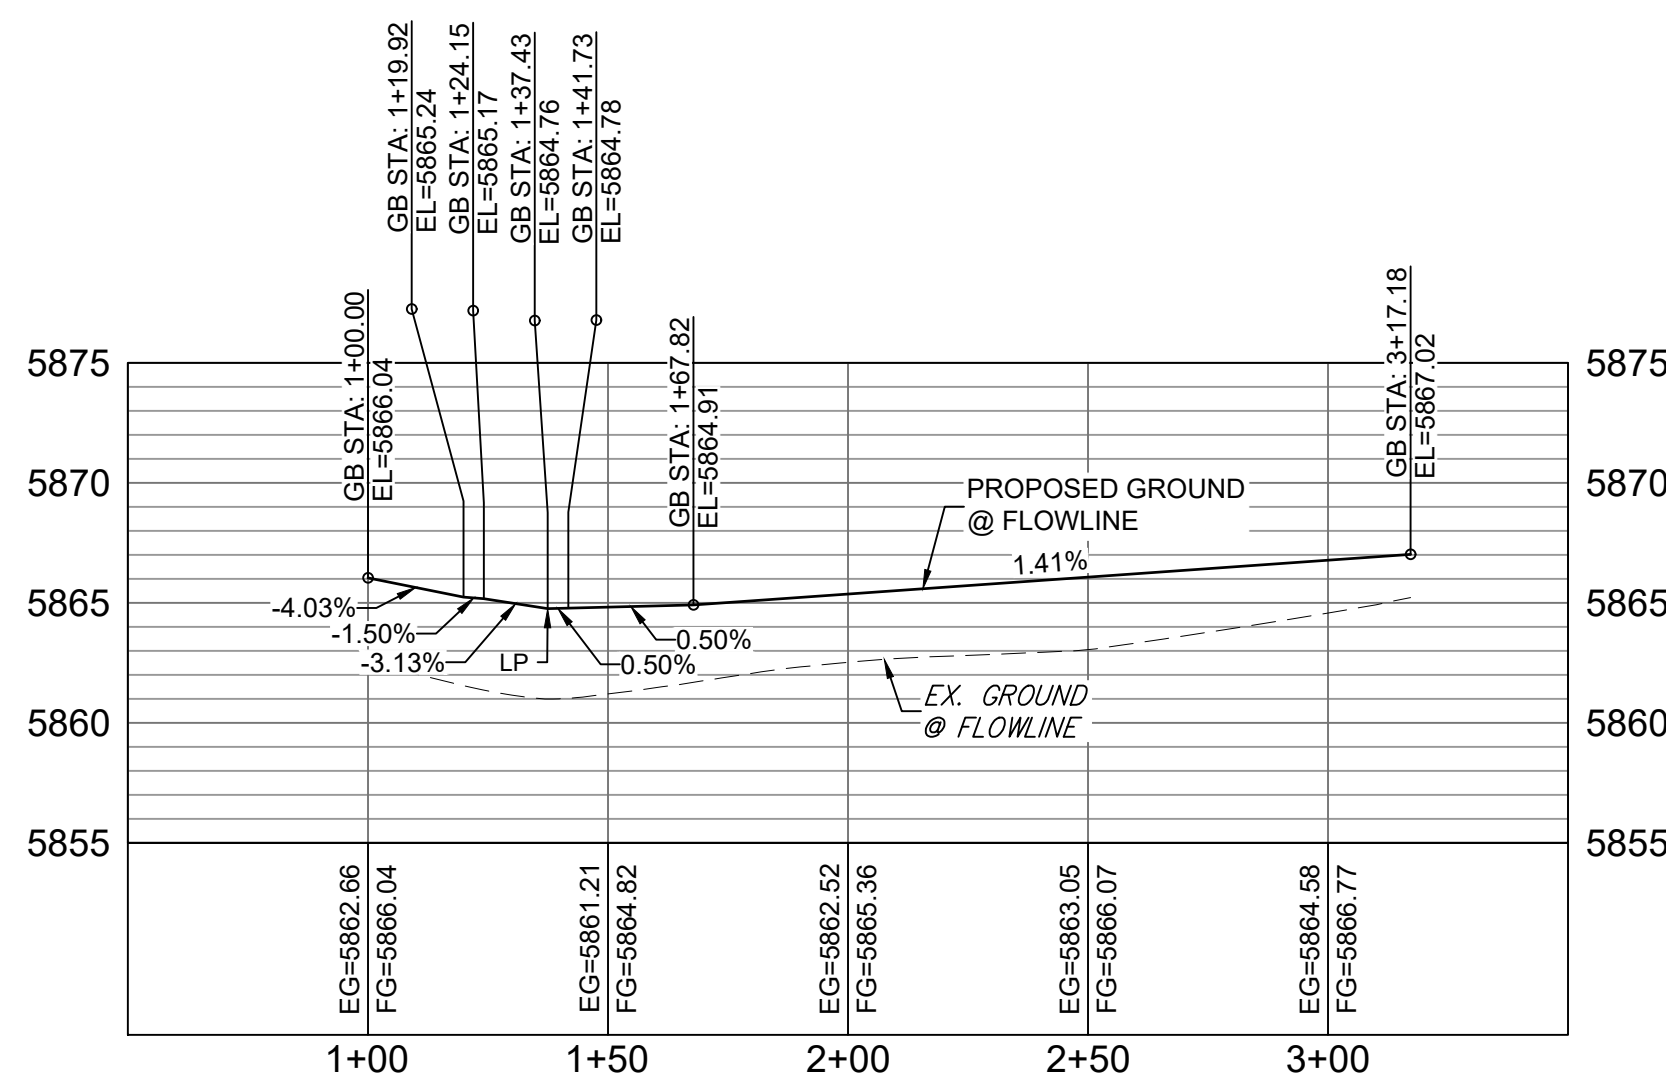 GB STA: 1+19.92
EL=5865.24
GB STA: 1+24.15
EL=5865.17
GB STA: 1+37.43
EL=5864.76
GB STA: 1+41.73
EL=5864.78
GB STA: 1+00.00
EL=5866.04
GB STA: 1+67.82
EL=5864.91
GB STA: 3+17.18
EL=5867.02
5875
5875
5870
5870
PROPOSED GROUND
@ FLOWLINE
1.41%
5865
5865
-4.03%
-1.50%
-3.13%
LP
0.50%
0.50%
EX. GROUND
@ FLOWLINE
5860
5860
5855
5855
EG=5862.66
FG=5866.04
EG=5861.21
FG=5864.82
EG=5862.52
FG=5865.36
EG=5863.05
FG=5866.07
EG=5864.58
FG=5866.77
1+00
1+50
2+00
2+50
3+00